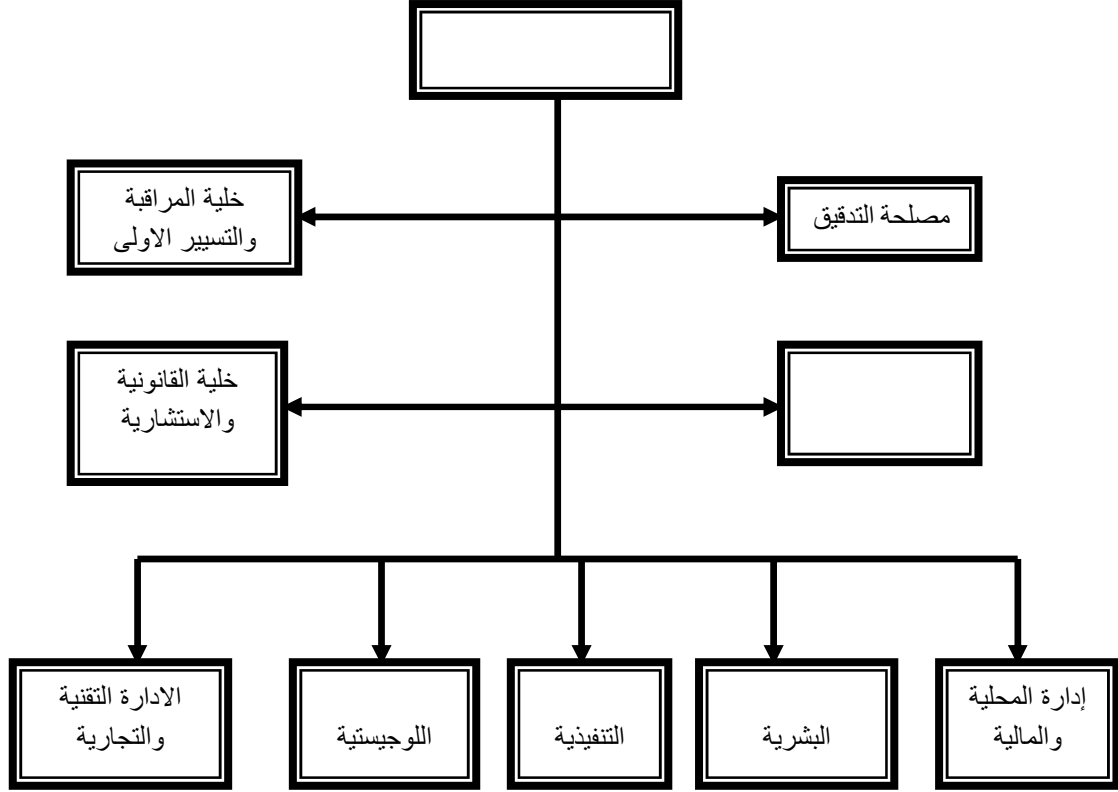 مصلحة التدقيق
خلية المراقبة
والتسيير الاولى
خلية القانونية
والاستشارية
إدارة المحلية
والمالية
البشرية
التنفيذية
اللوجيستية
الادارة التقنية
والتجارية